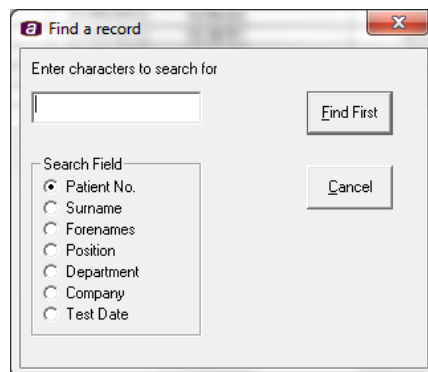 a Find a record
Enter characters to search for
Find First
Search Field
Patient No.
Cancel
Surname
Forenames
Position
Department
Company
Test Date